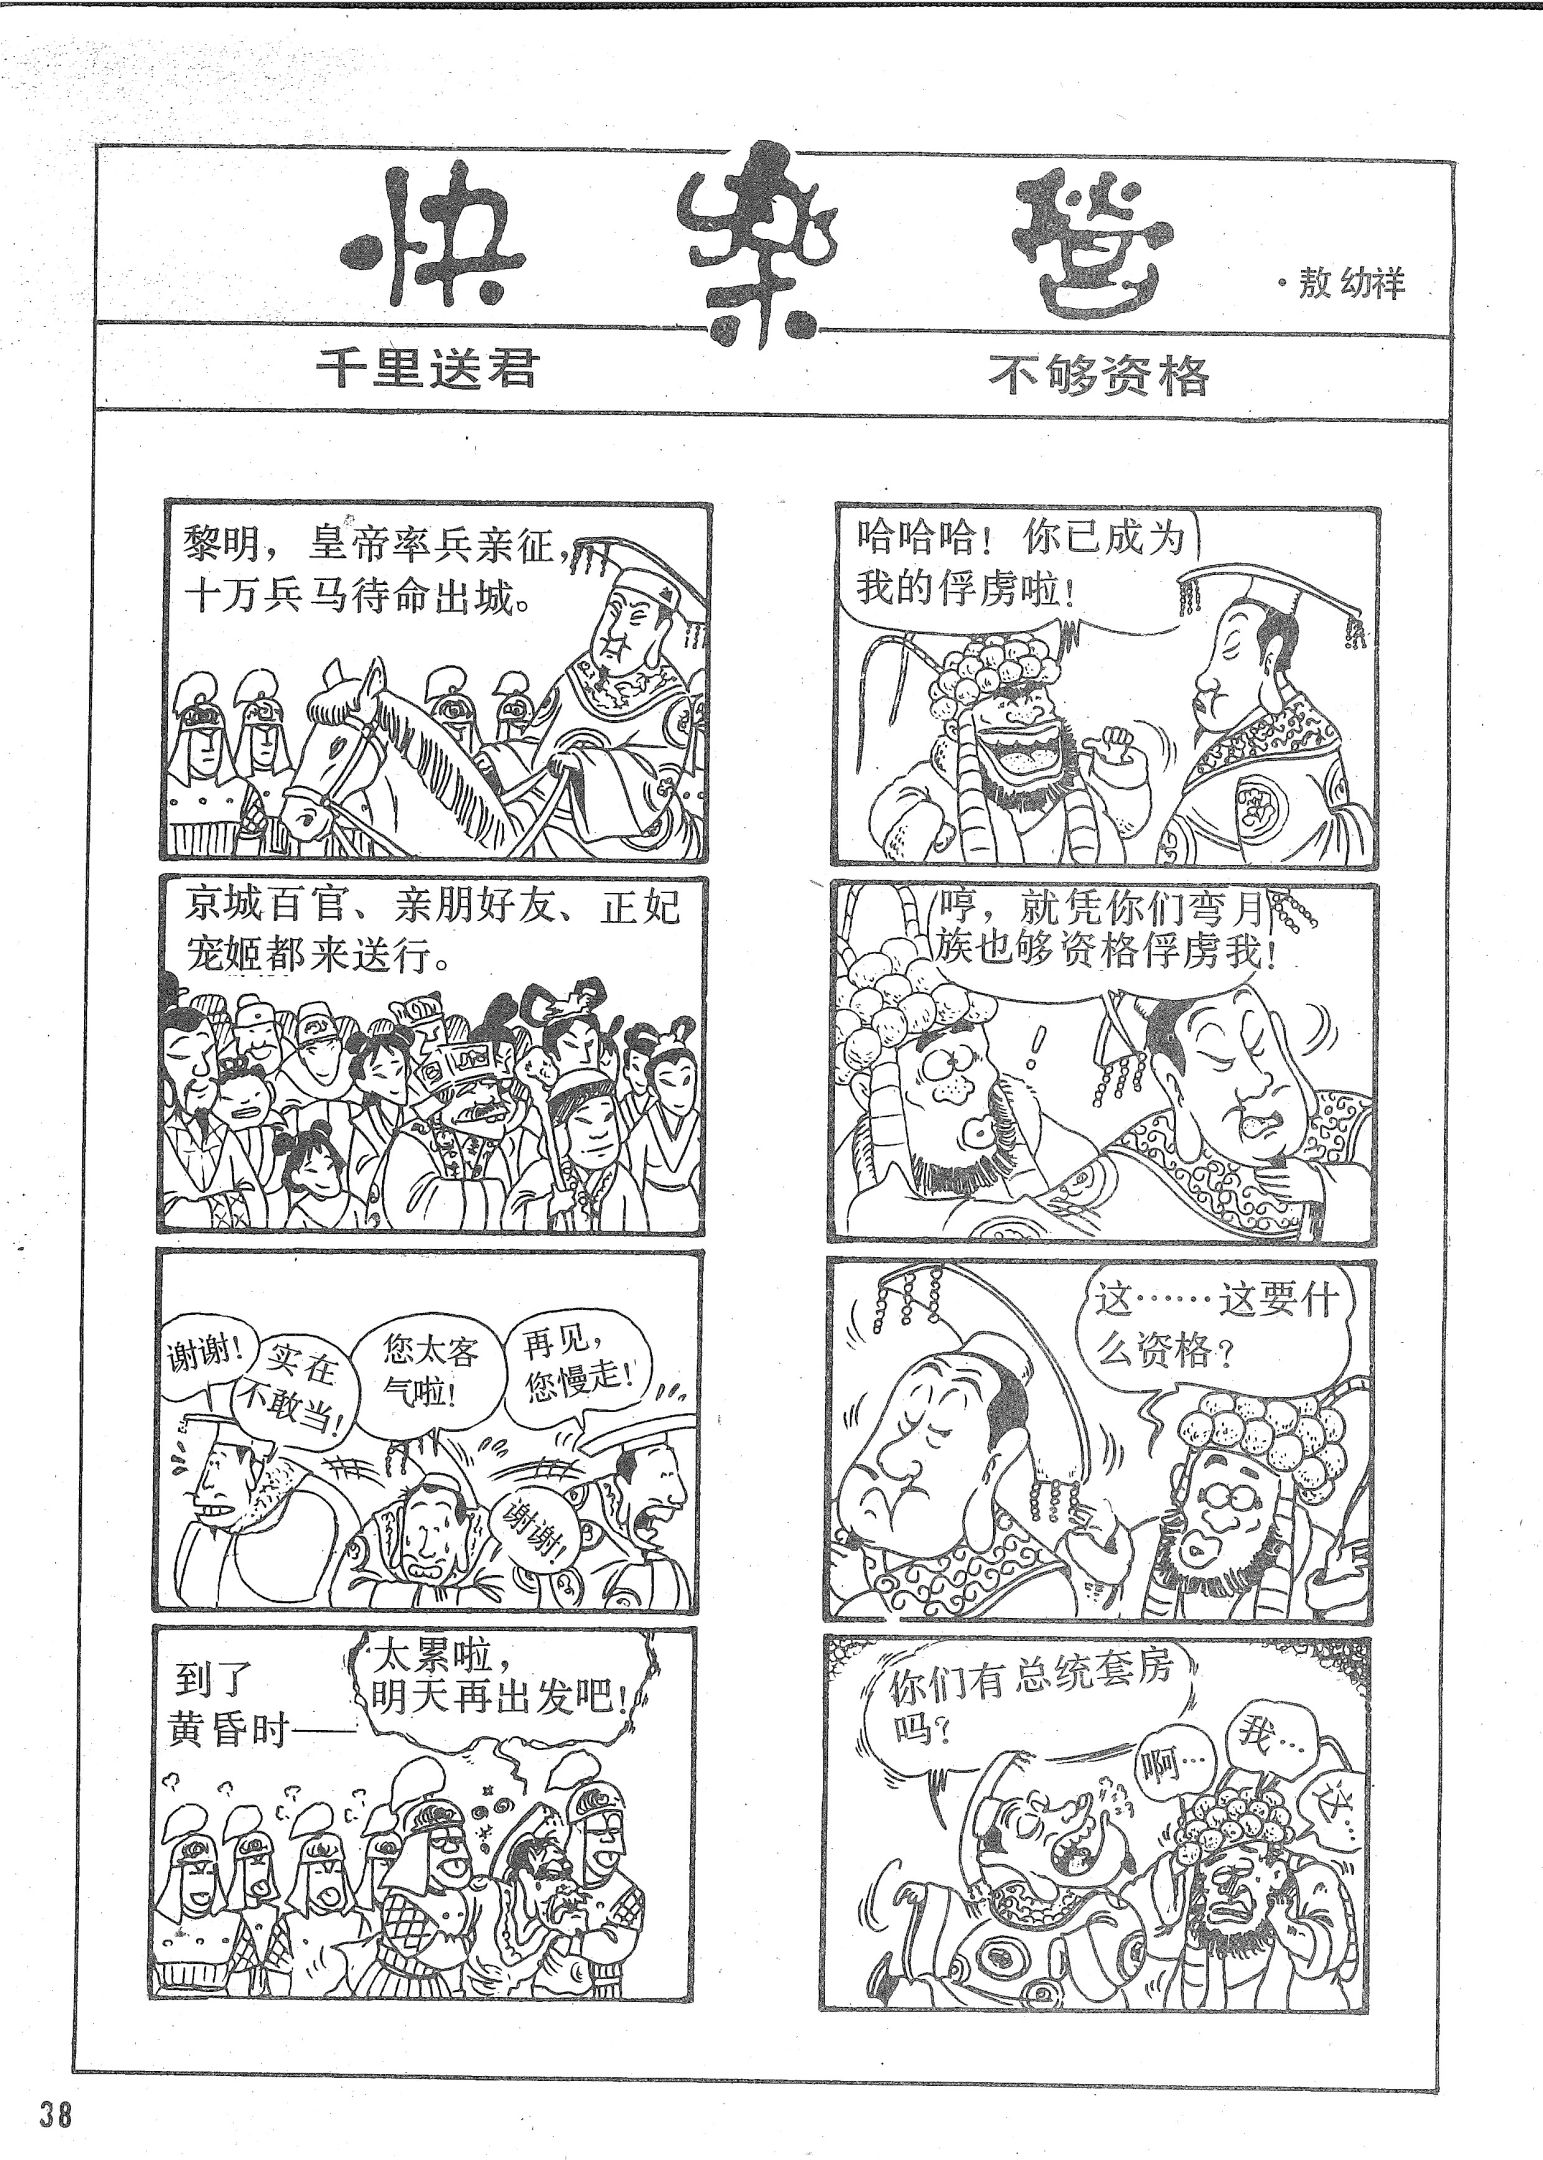 快乐营
·敖幼祥
千里送君
黎明，皇帝率兵亲征，
十万兵马待命出城。
京城百官、亲朋好友、正妃
宠姬都来送行。
谢谢！
实在
不敢当！
您太客
气啦！
再见，
您慢走！
谢谢！
到了
黄昏时——
太累啦，
明天再出发吧！
不够资格
哈哈哈！你已成为
我的俘虏啦！
哼，就凭你们弯月
族也够资格俘虏我！
！
这……这要什
么资格？
你们有总统套房
吗？
啊…
我…
这…
38